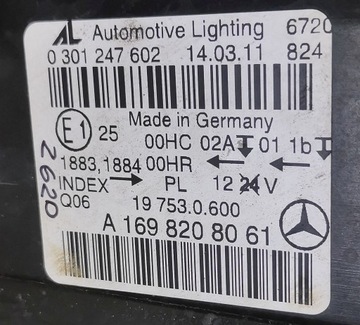 AL Automotive Lighting 6720
0 301 247 602 14.03.11 824
Made in Germany
E1 25 00HC 02A 01 1b
1883,1884 00HR
INDEX PL 12 24 V
Q06 19 753.0.600
A 169 820 80 61
2620